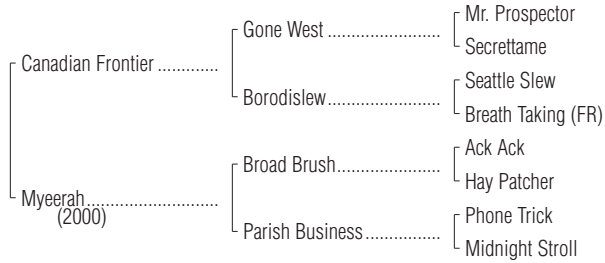 Mr. Prospector
Gone West ........................
Secrettame
Canadian Frontier .............
Seattle Slew
Borodislew........................
Breath Taking (FR)
Ack Ack
Broad Brush......................
Hay Patcher
Myeerah............................
(2000)
Phone Trick
Parish Business ................
Midnight Stroll